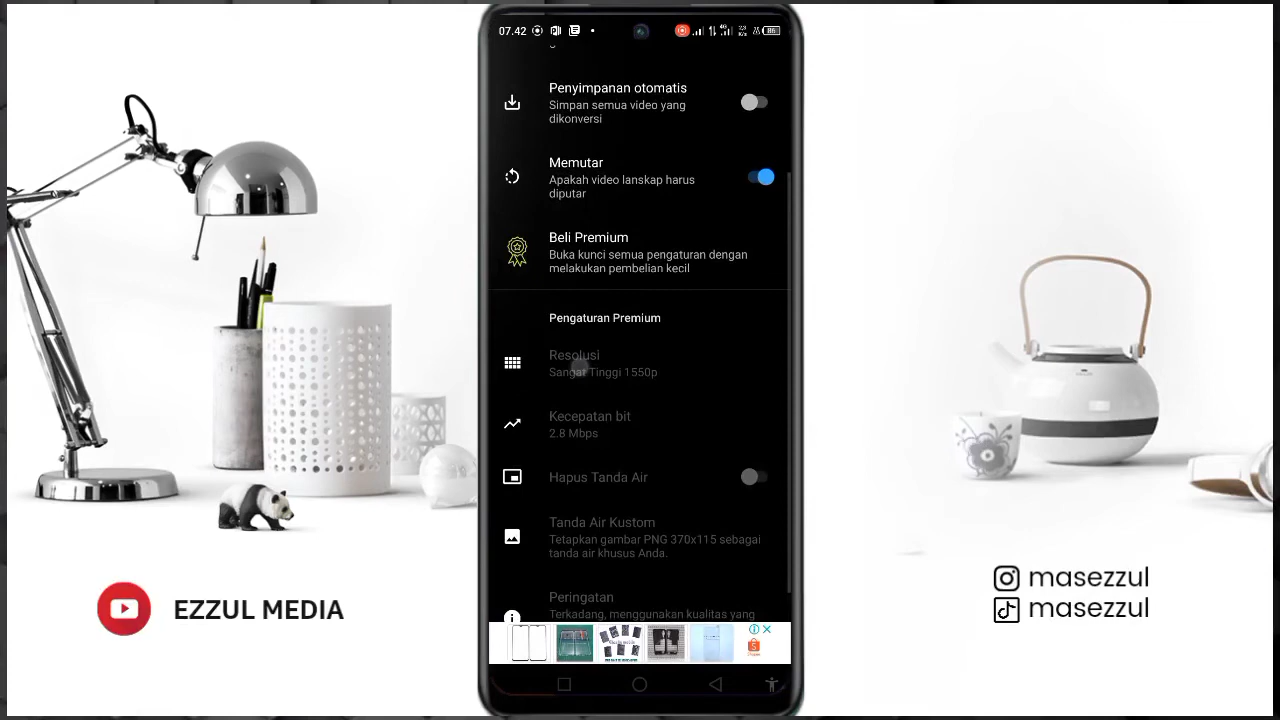 07.42
Penyimpanan otomatis
Simpan semua video yang
dikonversi
Memutar
Apakah video lanskap harus
diputar
Beli Premium
Buka kunci semua pengaturan dengan
melakukan pembelian kecil
Pengaturan Premium
Resolusi
Sangat Tinggi 1550p
Kecepatan bit
2.8 Mbps
Hapus Tanda Air
Tanda Air Kustom
Tetapkan gambar PNG 370x115 sebagai
tanda air khusus Anda.
Peringatan
Terkadang, menggunakan kualitas yang
EZZUL MEDIA
masezzul
masezzul